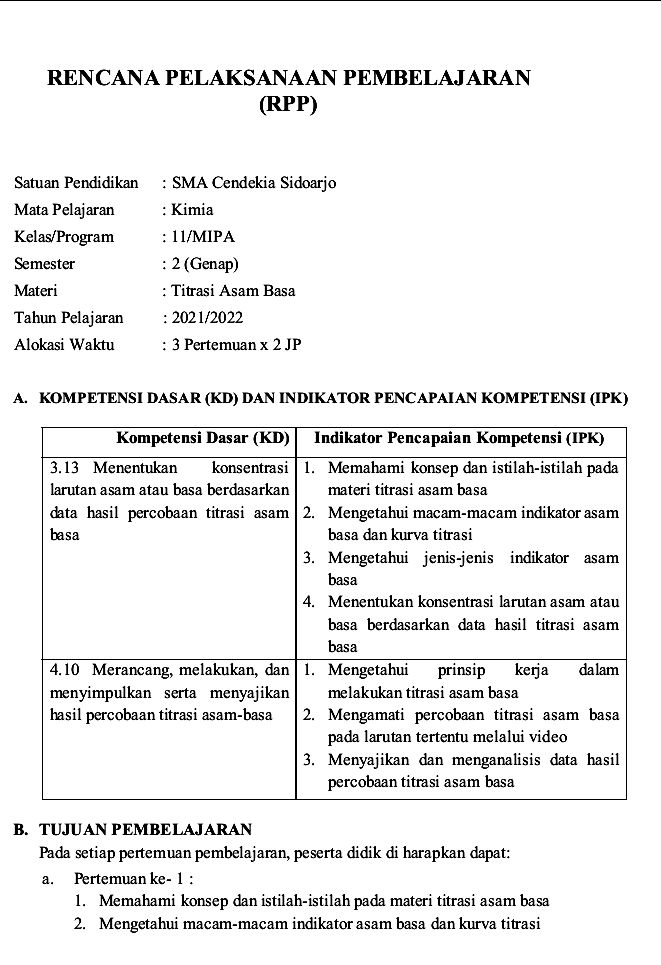 RENCANA PELAKSANAAN PEMBELAJARAN
(RPP)
Satuan Pendidikan : SMA Cendekia Sidoarjo
Mata Pelajaran : Kimia
Kelas/Program : 11/MIPA
Semester : 2 (Genap)
Materi : Titrasi Asam Basa
Tahun Pelajaran : 2021/2022
Alokasi Waktu : 3 Pertemuan x 2 JP
A. KOMPETENSI DASAR (KD) DAN INDIKATOR PENCAPAIAN KOMPETENSI (IPK)
Kompetensi Dasar (KD)
Indikator Pencapaian Kompetensi (IPK)
3.13 Menentukan konsentrasi
larutan asam atau basa berdasarkan
data hasil percobaan titrasi asam
basa
1. Memahami konsep dan istilah-istilah pada
materi titrasi asam basa
2. Mengetahui macam-macam indikator asam
basa dan kurva titrasi
3. Mengetahui jenis-jenis indikator asam
basa
4. Menentukan konsentrasi larutan asam atau
basa berdasarkan data hasil titrasi asam
basa
4.10 Merancang, melakukan, dan
menyimpulkan serta menyajikan
hasil percobaan titrasi asam-basa
1. Mengetahui prinsip kerja dalam
melakukan titrasi asam basa
2. Mengamati percobaan titrasi asam basa
pada larutan tertentu melalui video
3. Menyajikan dan menganalisis data hasil
percobaan titrasi asam basa
B. TUJUAN PEMBELAJARAN
Pada setiap pertemuan pembelajaran, peserta didik di harapkan dapat:
a. Pertemuan ke- 1 :
1. Memahami konsep dan istilah-istilah pada materi titrasi asam basa
2. Mengetahui macam-macam indikator asam basa dan kurva titrasi